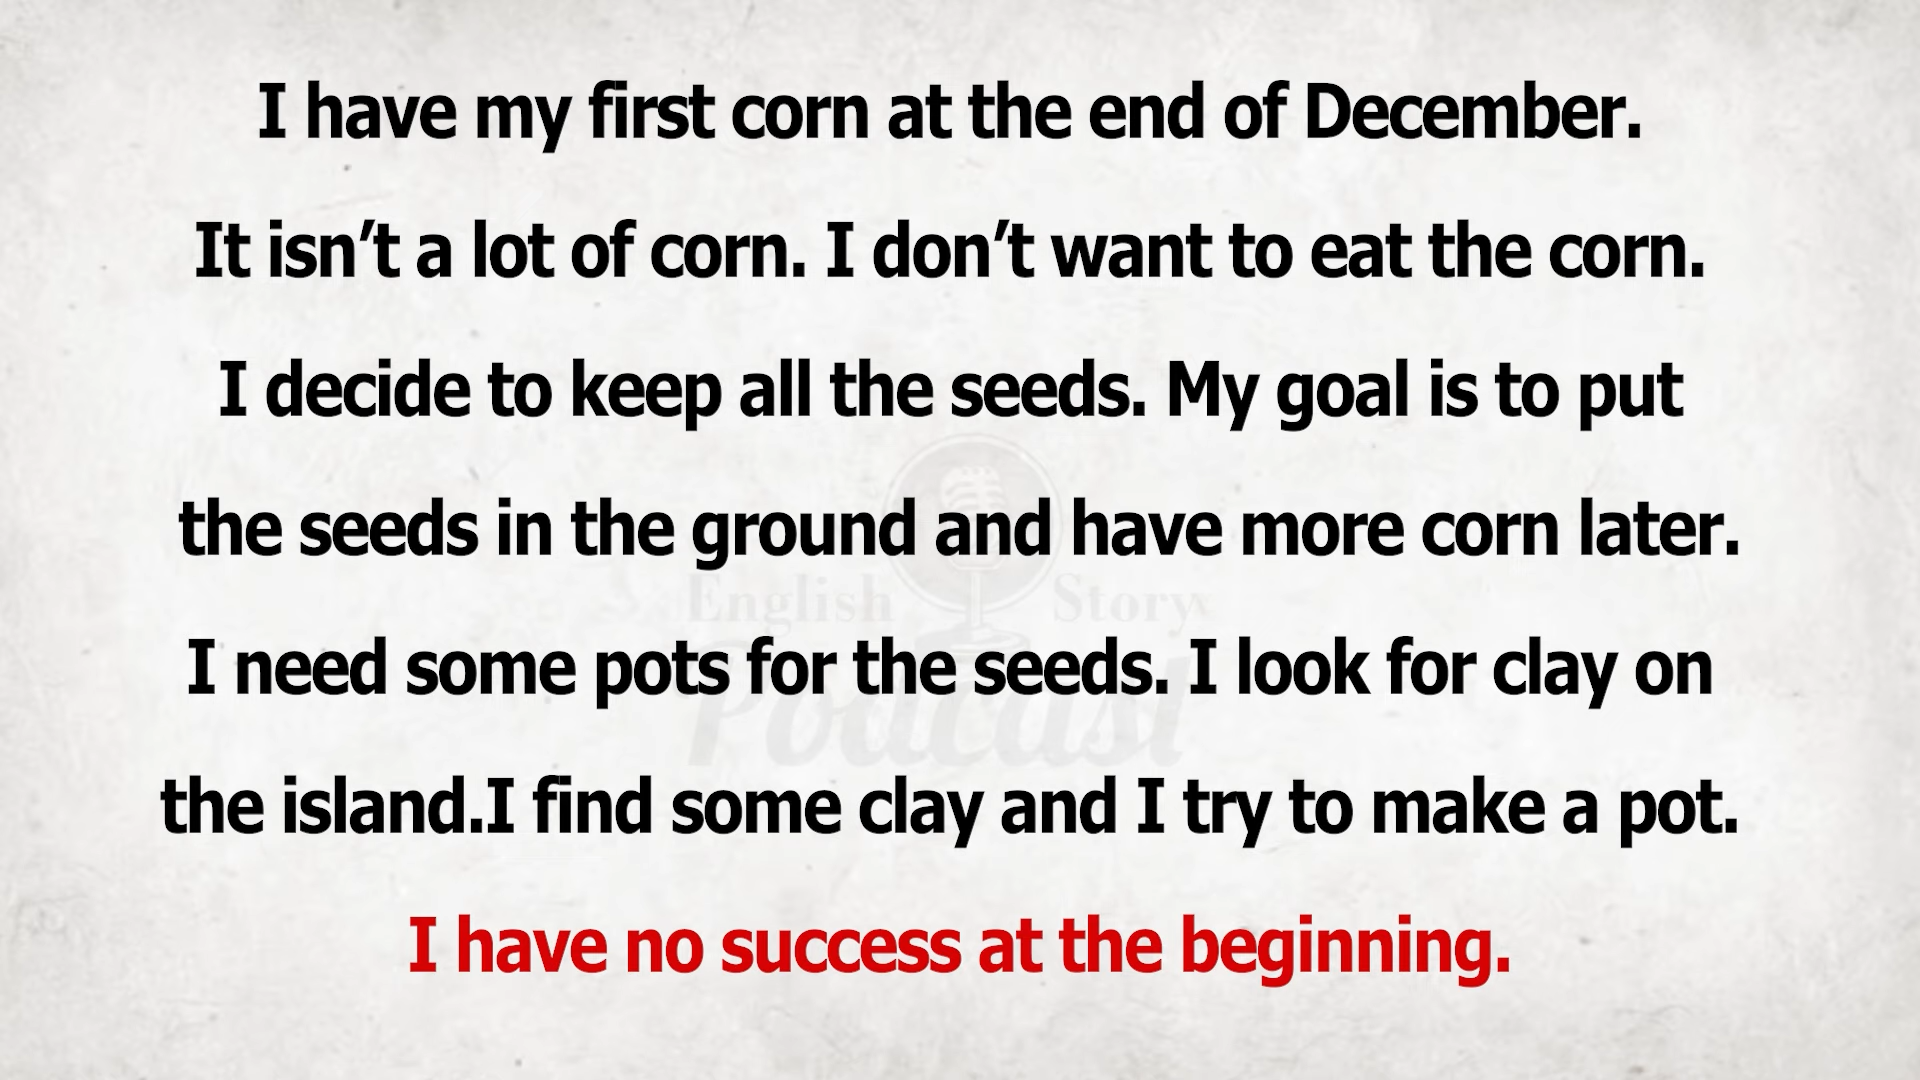 I have my first corn at the end of December.
It isn’t a lot of corn. I don’t want to eat the corn.
I decide to keep all the seeds. My goal is to put
the seeds in the ground and have more corn later.
English Story
I need some pots for the seeds. I look for clay on
Podcast
the island.I find some clay and I try to make a pot.
I have no success at the beginning.